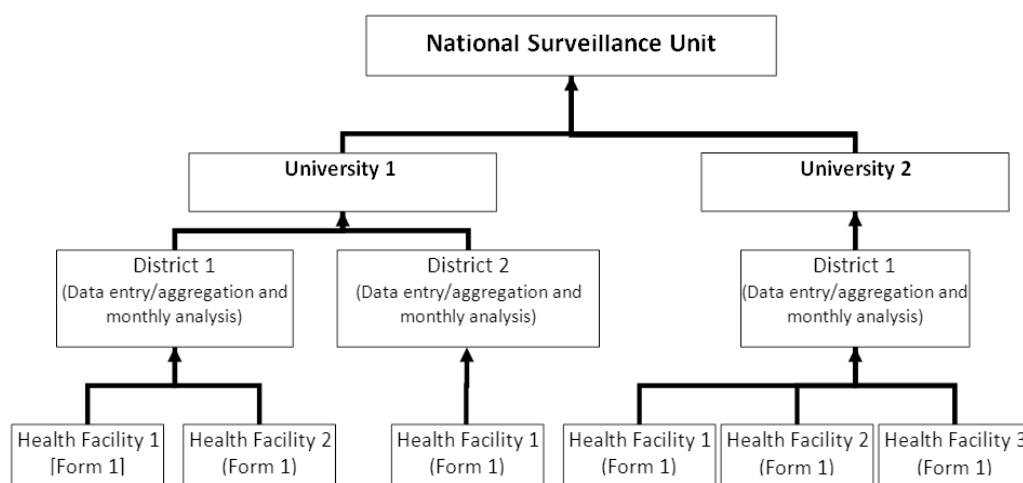 National Surveillance Unit
University 1
University 2
District 1
(Data entry/aggregation and
monthly analysis)
District 2
(Data entry/aggregation and
monthly analysis)
District 1
(Data entry/aggregation and
monthly analysis)
Health Facility 1
[Form 1]
Health Facility 2
(Form 1)
Health Facility 1
(Form 1)
Health Facility 1
(Form 1)
Health Facility 2
(Form 1)
Health Facility 3
(Form 1)